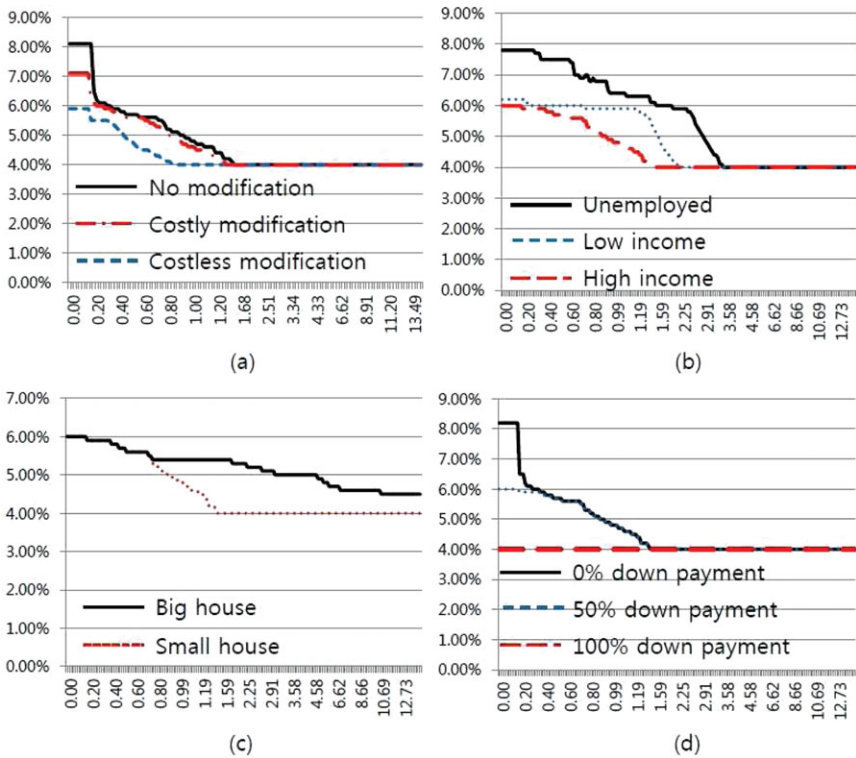 9.00%
8.00%
7.00%
6.00%
5.00%
4.00%
3.00%
2.00%
1.00%
0.00%
No modification
Costly modification
Costless modification
0.00 0.20 0.40 0.60 0.80 1.00 1.20 1.68 2.51 3.34 4.33 6.62 8.91 11.20 13.49
(a)
9.00%
8.00%
7.00%
6.00%
5.00%
4.00%
3.00%
2.00%
1.00%
0.00%
Unemployed
Low income
High income
0.00 0.20 0.40 0.60 0.80 0.99 1.19 1.59 2.25 2.91 3.58 4.58 6.62 8.66 10.69 12.73
(b)
7.00%
6.00%
5.00%
4.00%
3.00%
2.00%
1.00%
0.00%
Big house
Small house
0.00 0.20 0.40 0.60 0.80 0.99 1.19 1.59 2.25 2.91 3.58 4.58 6.62 8.66 10.69 12.73
(c)
9.00%
8.00%
7.00%
6.00%
5.00%
4.00%
3.00%
2.00%
1.00%
0.00%
0% down payment
50% down payment
100% down payment
0.00 0.20 0.40 0.60 0.80 0.99 1.19 1.59 2.25 2.91 3.58 4.58 6.62 8.66 10.69 12.73
(d)